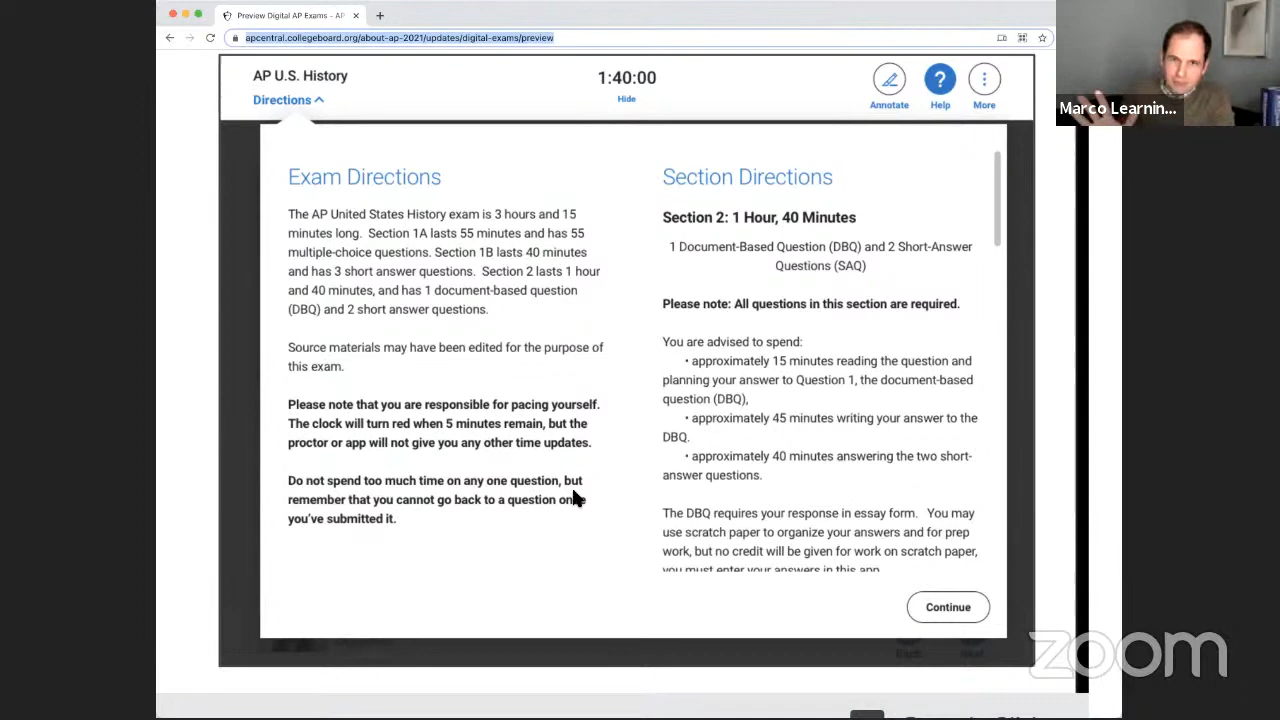 Preview Digital AP Exams – AP
apcentral.collegeboard.org/about-ap-2021/updates/digital-exams/preview
Marco Learnin...
AP U.S. History
1:40:00
Directions
Hide
Annotate
Help
More
Exam Directions
The AP United States History exam is 3 hours and 15
minutes long. Section 1A lasts 55 minutes and has 55
multiple-choice questions. Section 1B lasts 40 minutes
and has 3 short answer questions. Section 2 lasts 1 hour
and 40 minutes, and has 1 document-based question
(DBQ) and 2 short answer questions.
Source materials may have been edited for the purpose of
this exam.
Please note that you are responsible for pacing yourself.
The clock will turn red when 5 minutes remain, but the
proctor or app will not give you any other time updates.
Do not spend too much time on any one question, but
remember that you cannot go back to a question once
you've submitted it.
Section Directions
Section 2: 1 Hour, 40 Minutes
1 Document-Based Question (DBQ) and 2 Short-Answer
Questions (SAQ)
Please note: All questions in this section are required.
You are advised to spend:
• approximately 15 minutes reading the question and
planning your answer to Question 1, the document-based
question (DBQ),
• approximately 45 minutes writing your answer to the
DBQ.
• approximately 40 minutes answering the two short-
answer questions.
The DBQ requires your response in essay form. You may
use scratch paper to organize your answers and for prep
work, but no credit will be given for work on scratch paper,
you must enter your answers in this app
Continue
Back
Next
zoom